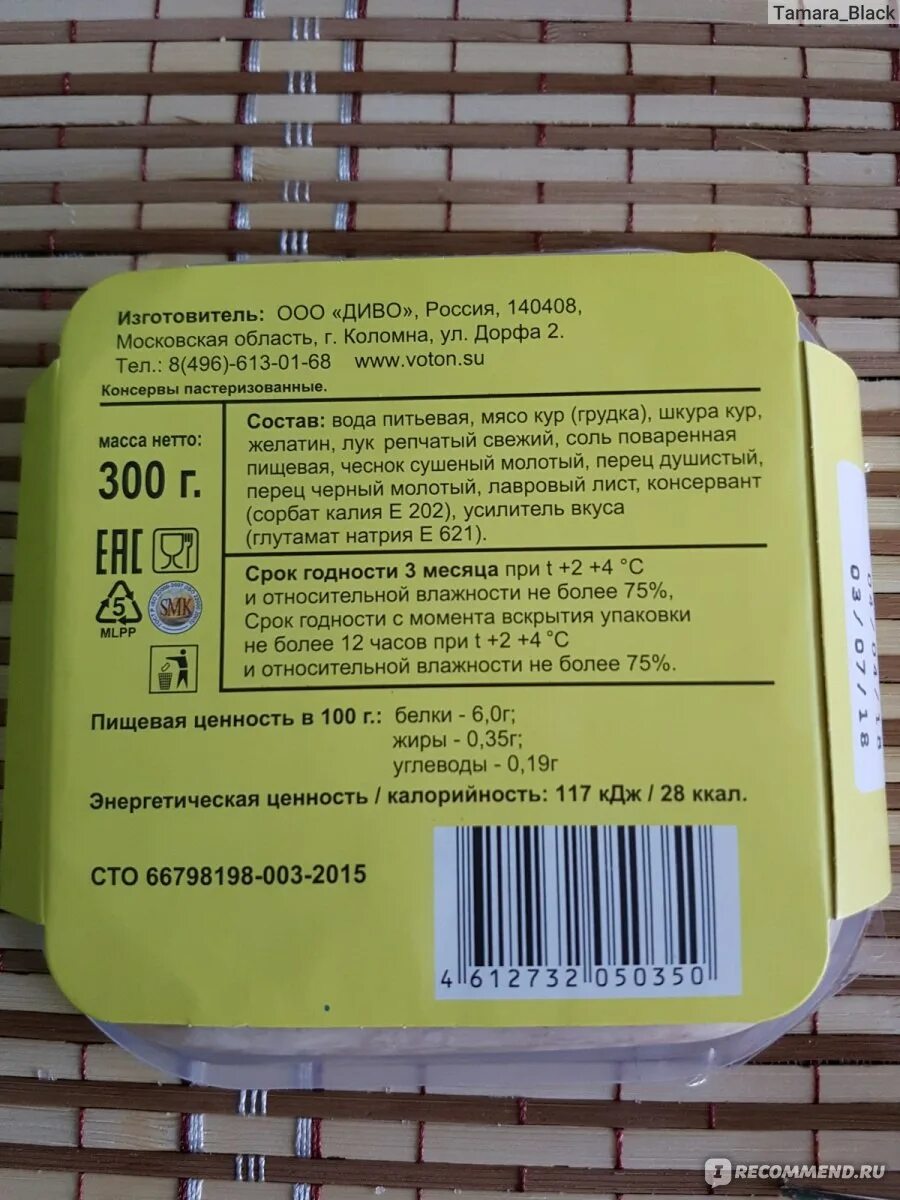 Tamara_Black
Изготовитель: ООО «ДИВО», Россия, 140408,
Московская область, г. Коломна, ул. Дорфа 2.
Тел.: 8(496)-613-01-68 www.voton.su
Консервы пастеризованные.
масса нетто:
300 г.
EAC
5
MLPP
SMK
Состав: вода питьевая, мясо кур (грудка), шкура кур,
желатин, лук репчатый свежий, соль поваренная
пищевая, чеснок сушеный молотый, перец душистый,
перец черный молотый, лавровый лист, консервант
(сорбат калия Е 202), усилитель вкуса
(глутамат натрия Е 621).
Срок годности 3 месяца при t +2 +4 °C
и относительной влажности не более 75%,
Срок годности с момента вскрытия упаковки
не более 12 часов при t +2 +4 °C
и относительной влажности не более 75%.
Пищевая ценность в 100 г.: белки - 6,0г;
жиры - 0,35г;
углеводы - 0,19г
Энергетическая ценность / калорийность: 117 кДж / 28 ккал.
СТО 66798198-003-2015
4 612732 050350
04/04/18
03/07/18
IRECOMMEND.RU